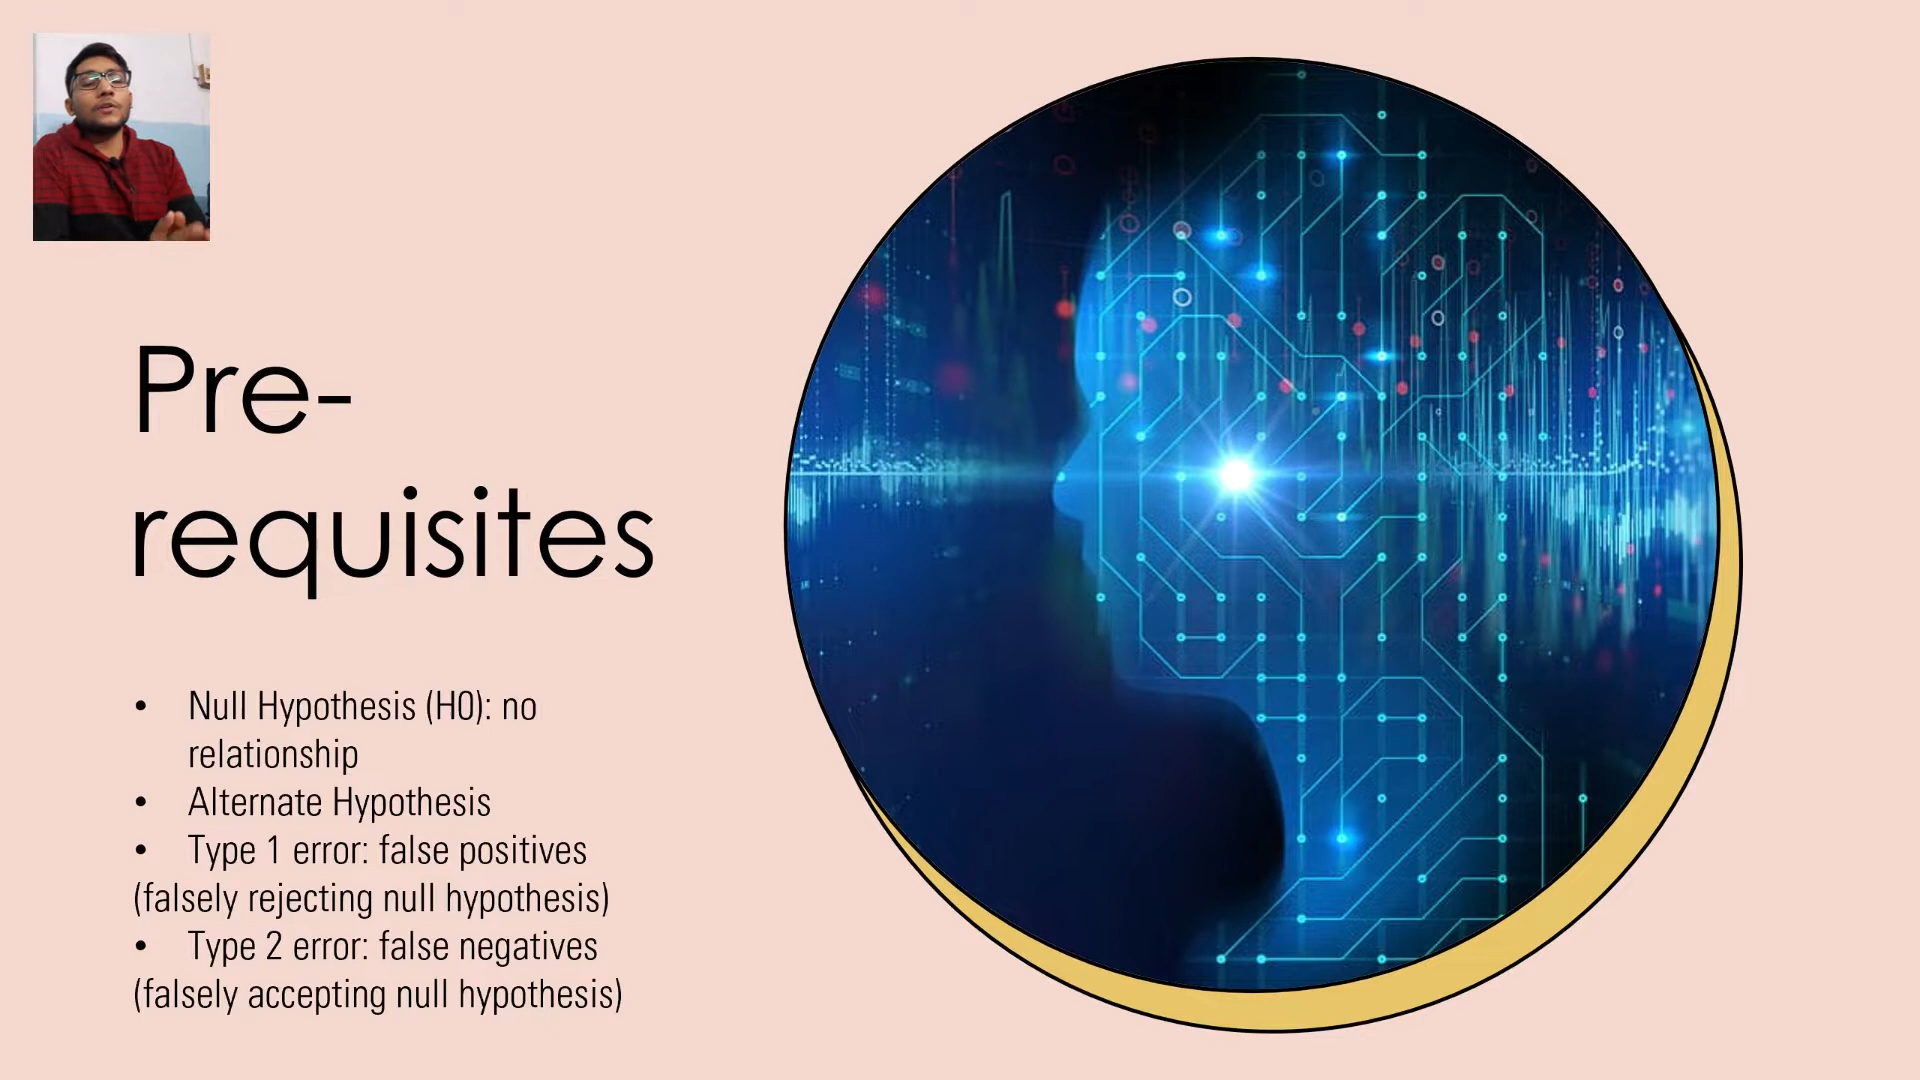 Pre-
requisites
• Null Hypothesis (H0): no
relationship
• Alternate Hypothesis
• Type 1 error: false positives
(falsely rejecting null hypothesis)
• Type 2 error: false negatives
(falsely accepting null hypothesis)